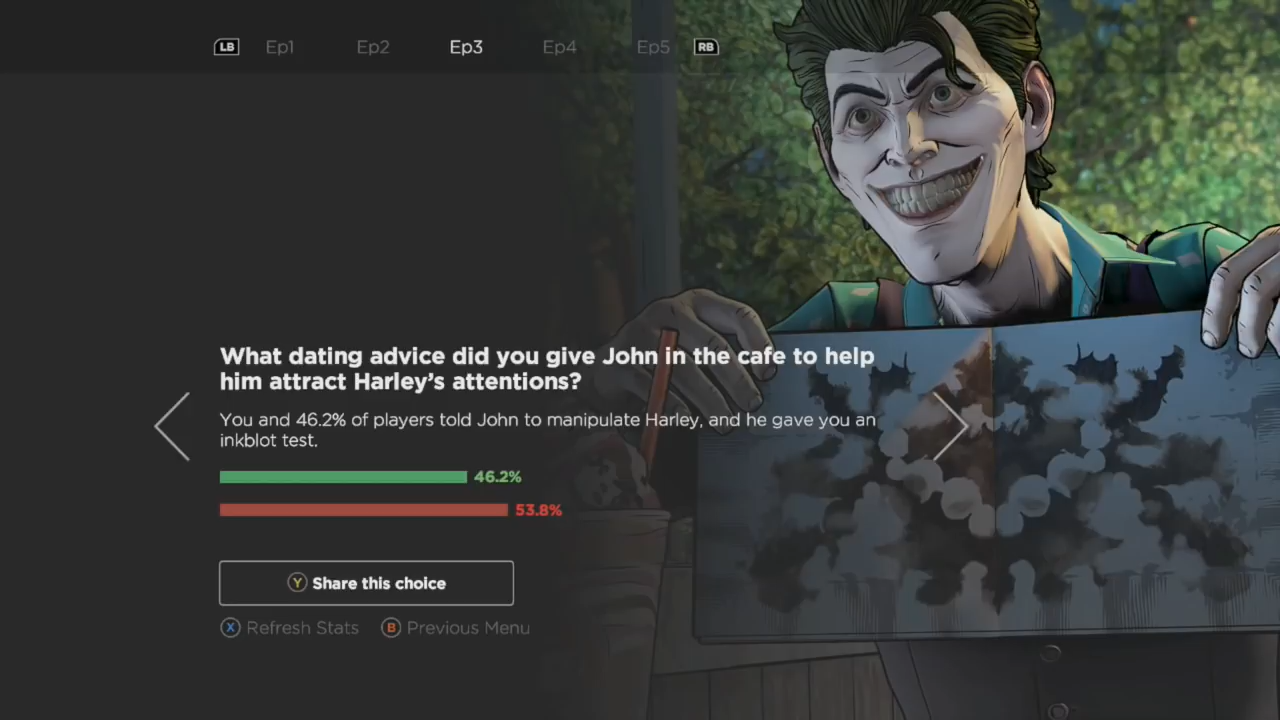 LB Ep1 Ep2 Ep3 Ep4 Ep5 RB
What dating advice did you give John in the cafe to help
him attract Harley's attentions?
You and 46.2% of players told John to manipulate Harley, and he gave you an
inkblot test.
46.2%
53.8%
Y Share this choice
X Refresh Stats B Previous Menu